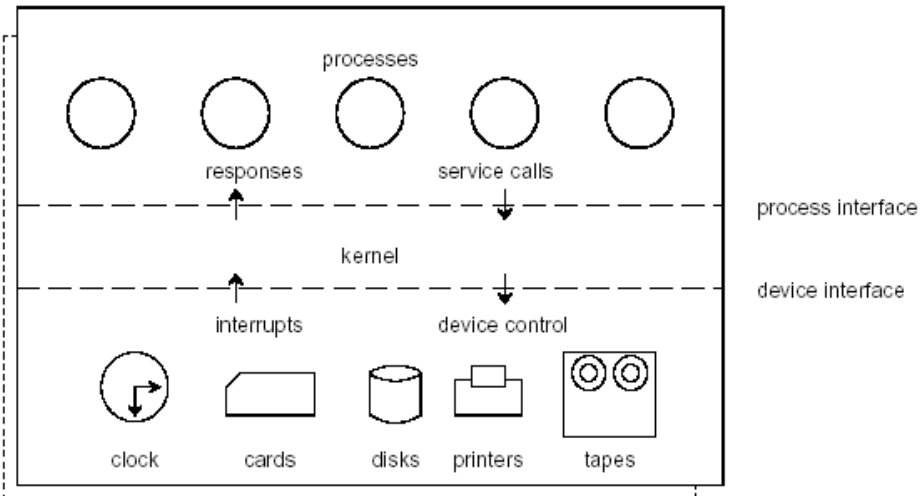 processes
responses service calls
process interface
kernel
device interface
interrupts device control
clock cards disks printers tapes